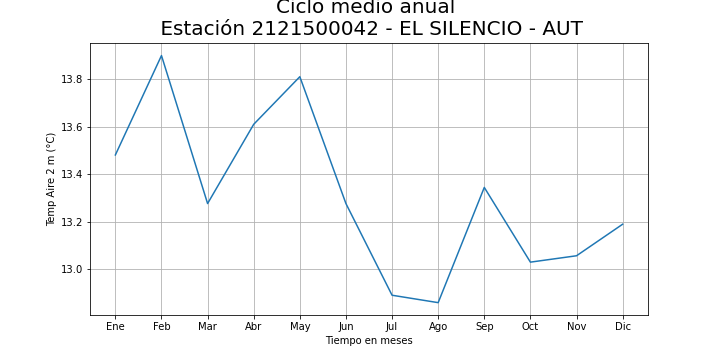 Ciclo medio anual
Estación 2121500042 - EL SILENCIO - AUT
Temp Aire 2 m (°C)
13.8
13.6
13.4
13.2
13.0
Ene Feb Mar Abr May Jun Jul Ago Sep Oct Nov Dic
Tiempo en meses